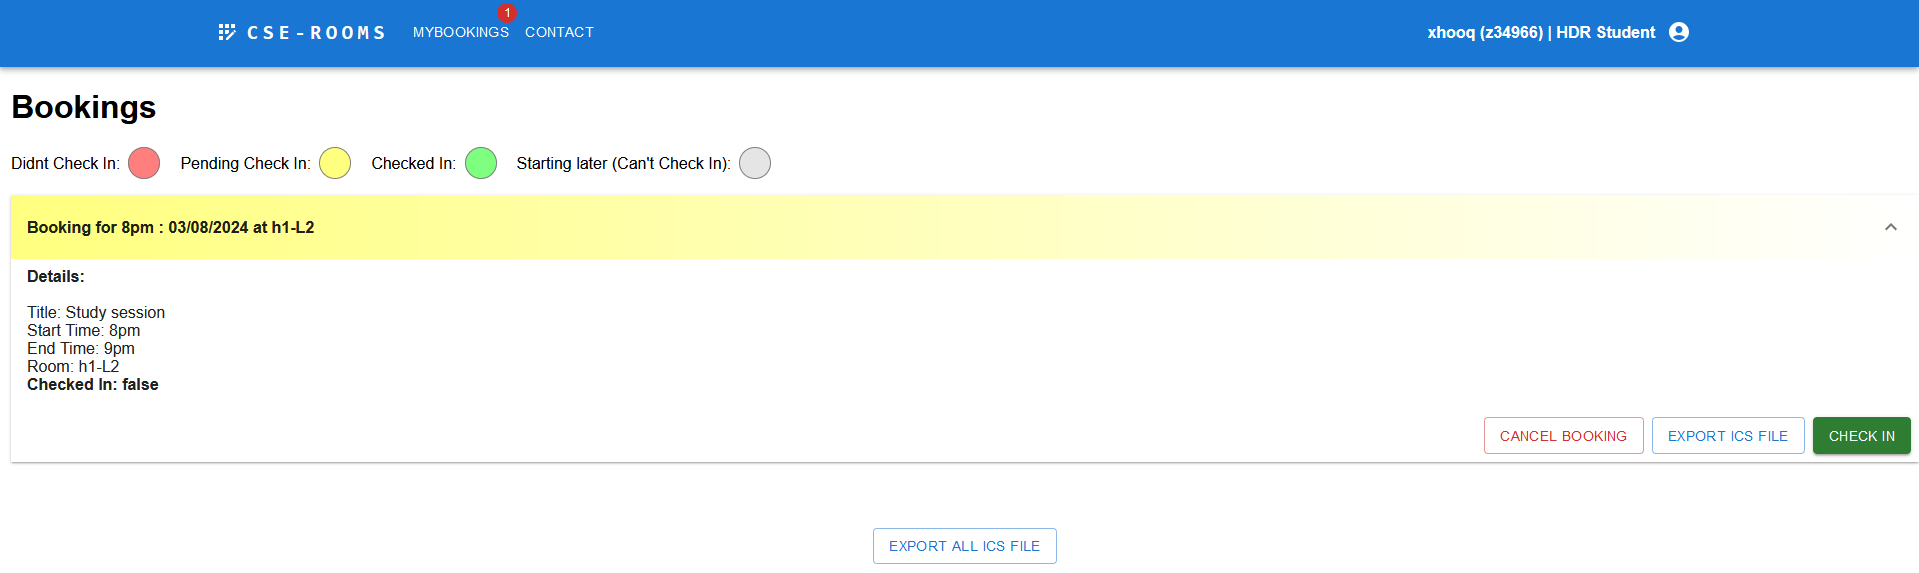 1
CSE-ROOMS MYBOOKINGS CONTACT xhooq (z34966) | HDR Student
Bookings
Didnt Check In: Pending Check In: Checked In: Starting later (Can't Check In):
Booking for 8pm : 03/08/2024 at h1-L2
Details:
Title: Study session
Start Time: 8pm
End Time: 9pm
Room: h1-L2
Checked In: false
CANCEL BOOKING EXPORT ICS FILE CHECK IN
EXPORT ALL ICS FILE